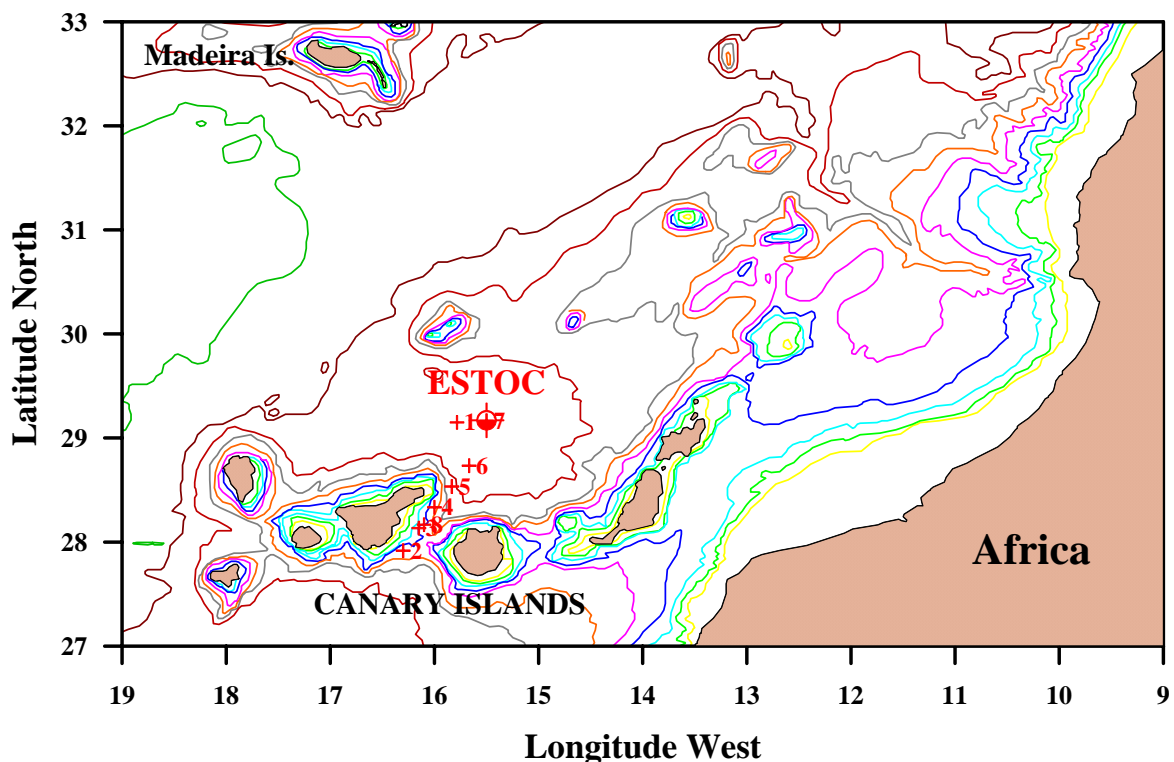 33
Madeira Is.
32
31
Latitude North
30
ESTOC
+1
7
29
+6
+5
+4
+3
+8
28
+2
Africa
CANARY ISLANDS
27
19 18 17 16 15 14 13 12 11 10 9
Longitude West